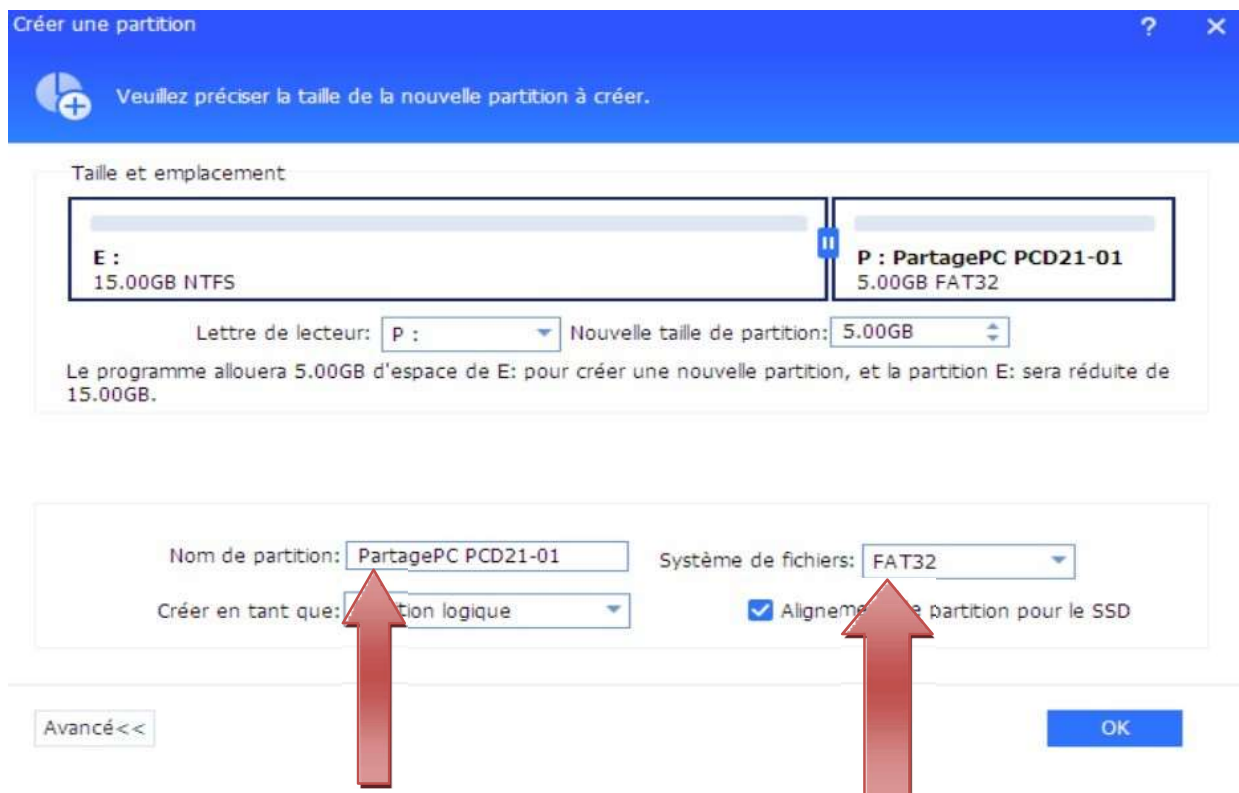 Créer une partition
?
×
Veuillez préciser la taille de la nouvelle partition à créer.
Taille et emplacement
E :
15.00GB NTFS
P : PartagePC PCD21-01
5.00GB FAT32
Lettre de lecteur: P : Nouvelle taille de partition: 5.00GB
Le programme allouera 5.00GB d'espace de E: pour créer une nouvelle partition, et la partition E: sera réduite de
15.00GB.
Nom de partition: PartagePC PCD21-01 Système de fichiers: FAT32
Créer en tant que: logique partition pour le SSD
Avancé<< OK